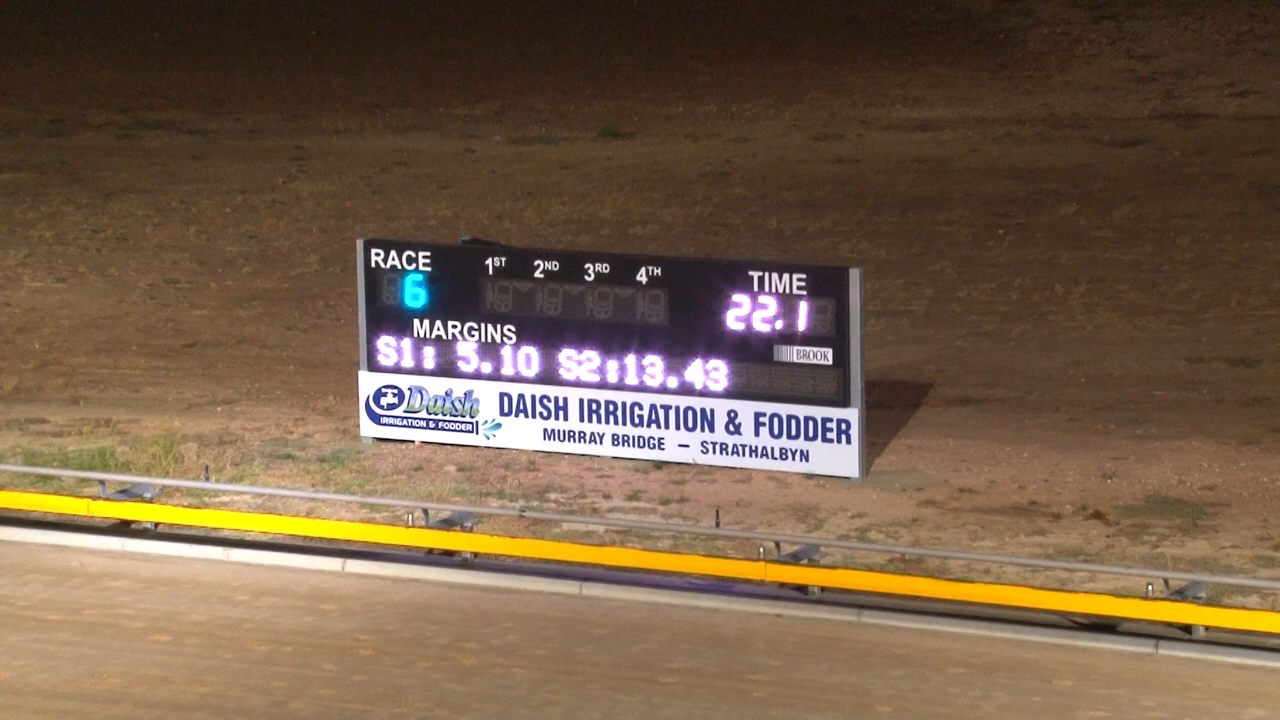 RACE 1ST 2ND 3RD 4TH TIME
6 22.1
MARGINS
BROOK
S1: 5.10 S2:13.43
Daish
IRRIGATION & FODDER
DAISH IRRIGATION & FODDER
MURRAY BRIDGE – STRATHALBYN